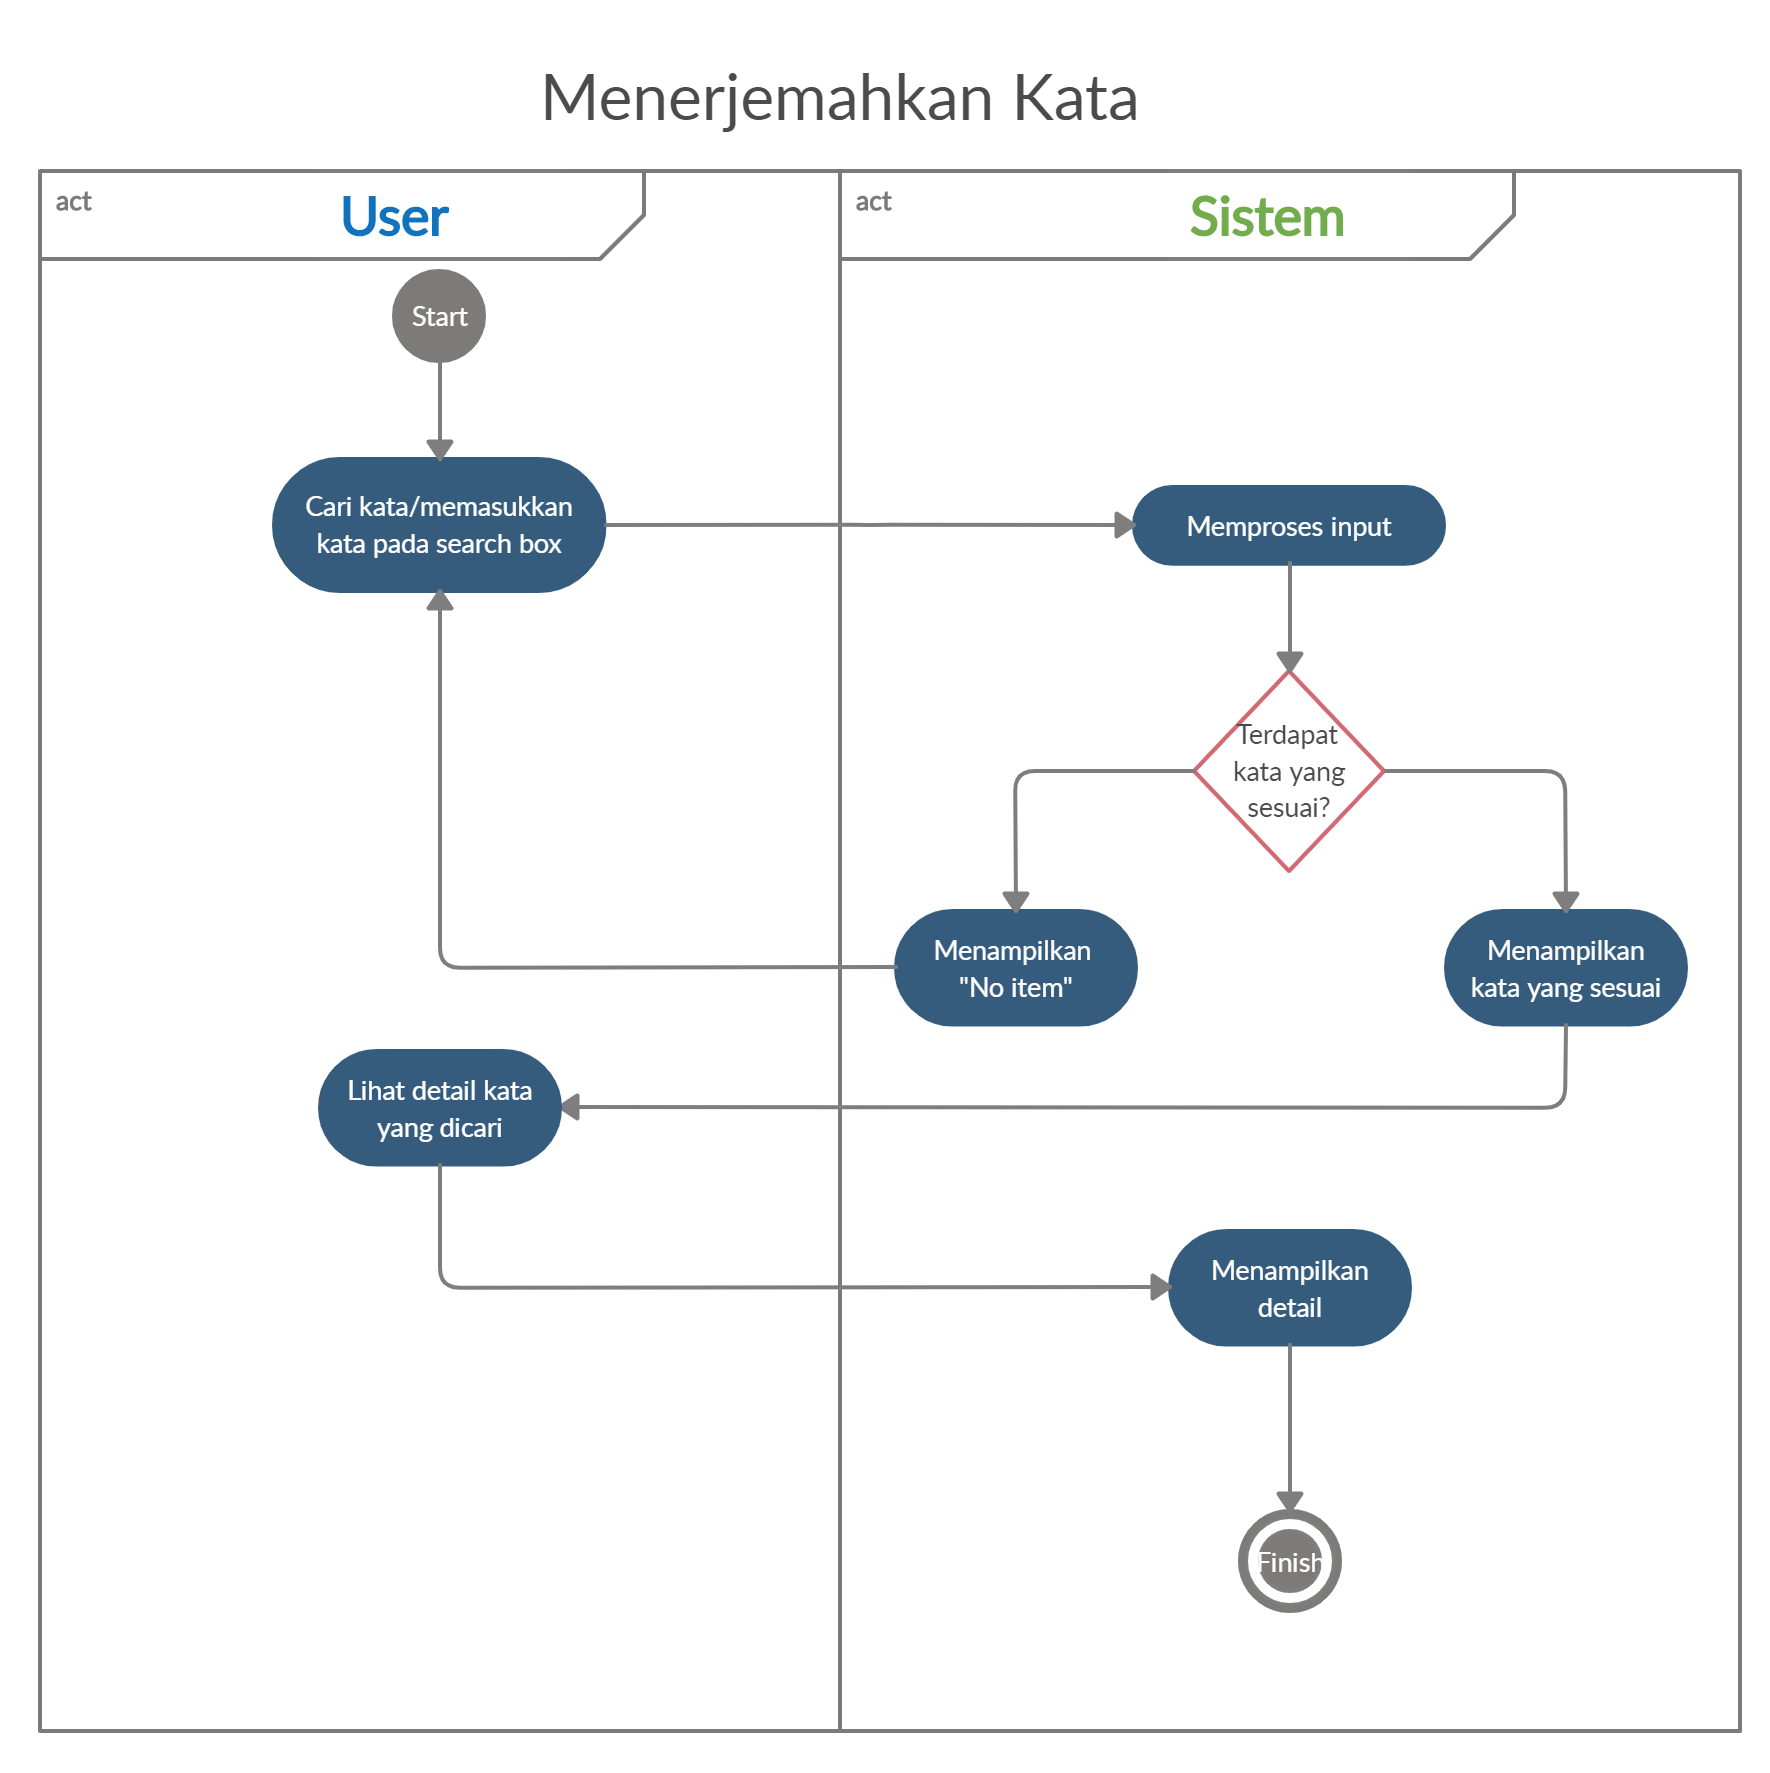 Menerjemahkan Kata
act
User
act
Sistem
Start
Cari kata/memasukkan
kata pada search box
Memproses input
Terdapat
kata yang
sesuai?
Menampilkan
"No item"
Menampilkan
kata yang sesuai
Lihat detail kata
yang dicari
Menampilkan
detail
Finish